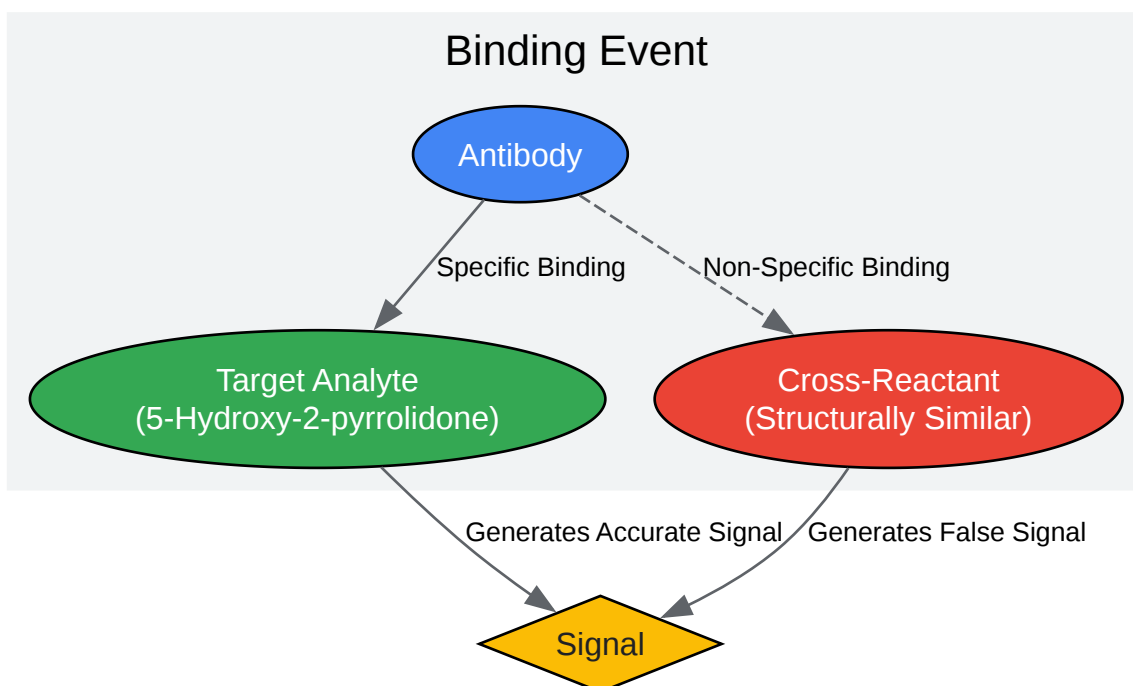 Binding Event
Antibody
Specific Binding
Non-Specific Binding
Target Analyte
(5-Hydroxy-2-pyrrolidone)
Cross-Reactant
(Structurally Similar)
Generates Accurate Signal
Generates False Signal
Signal